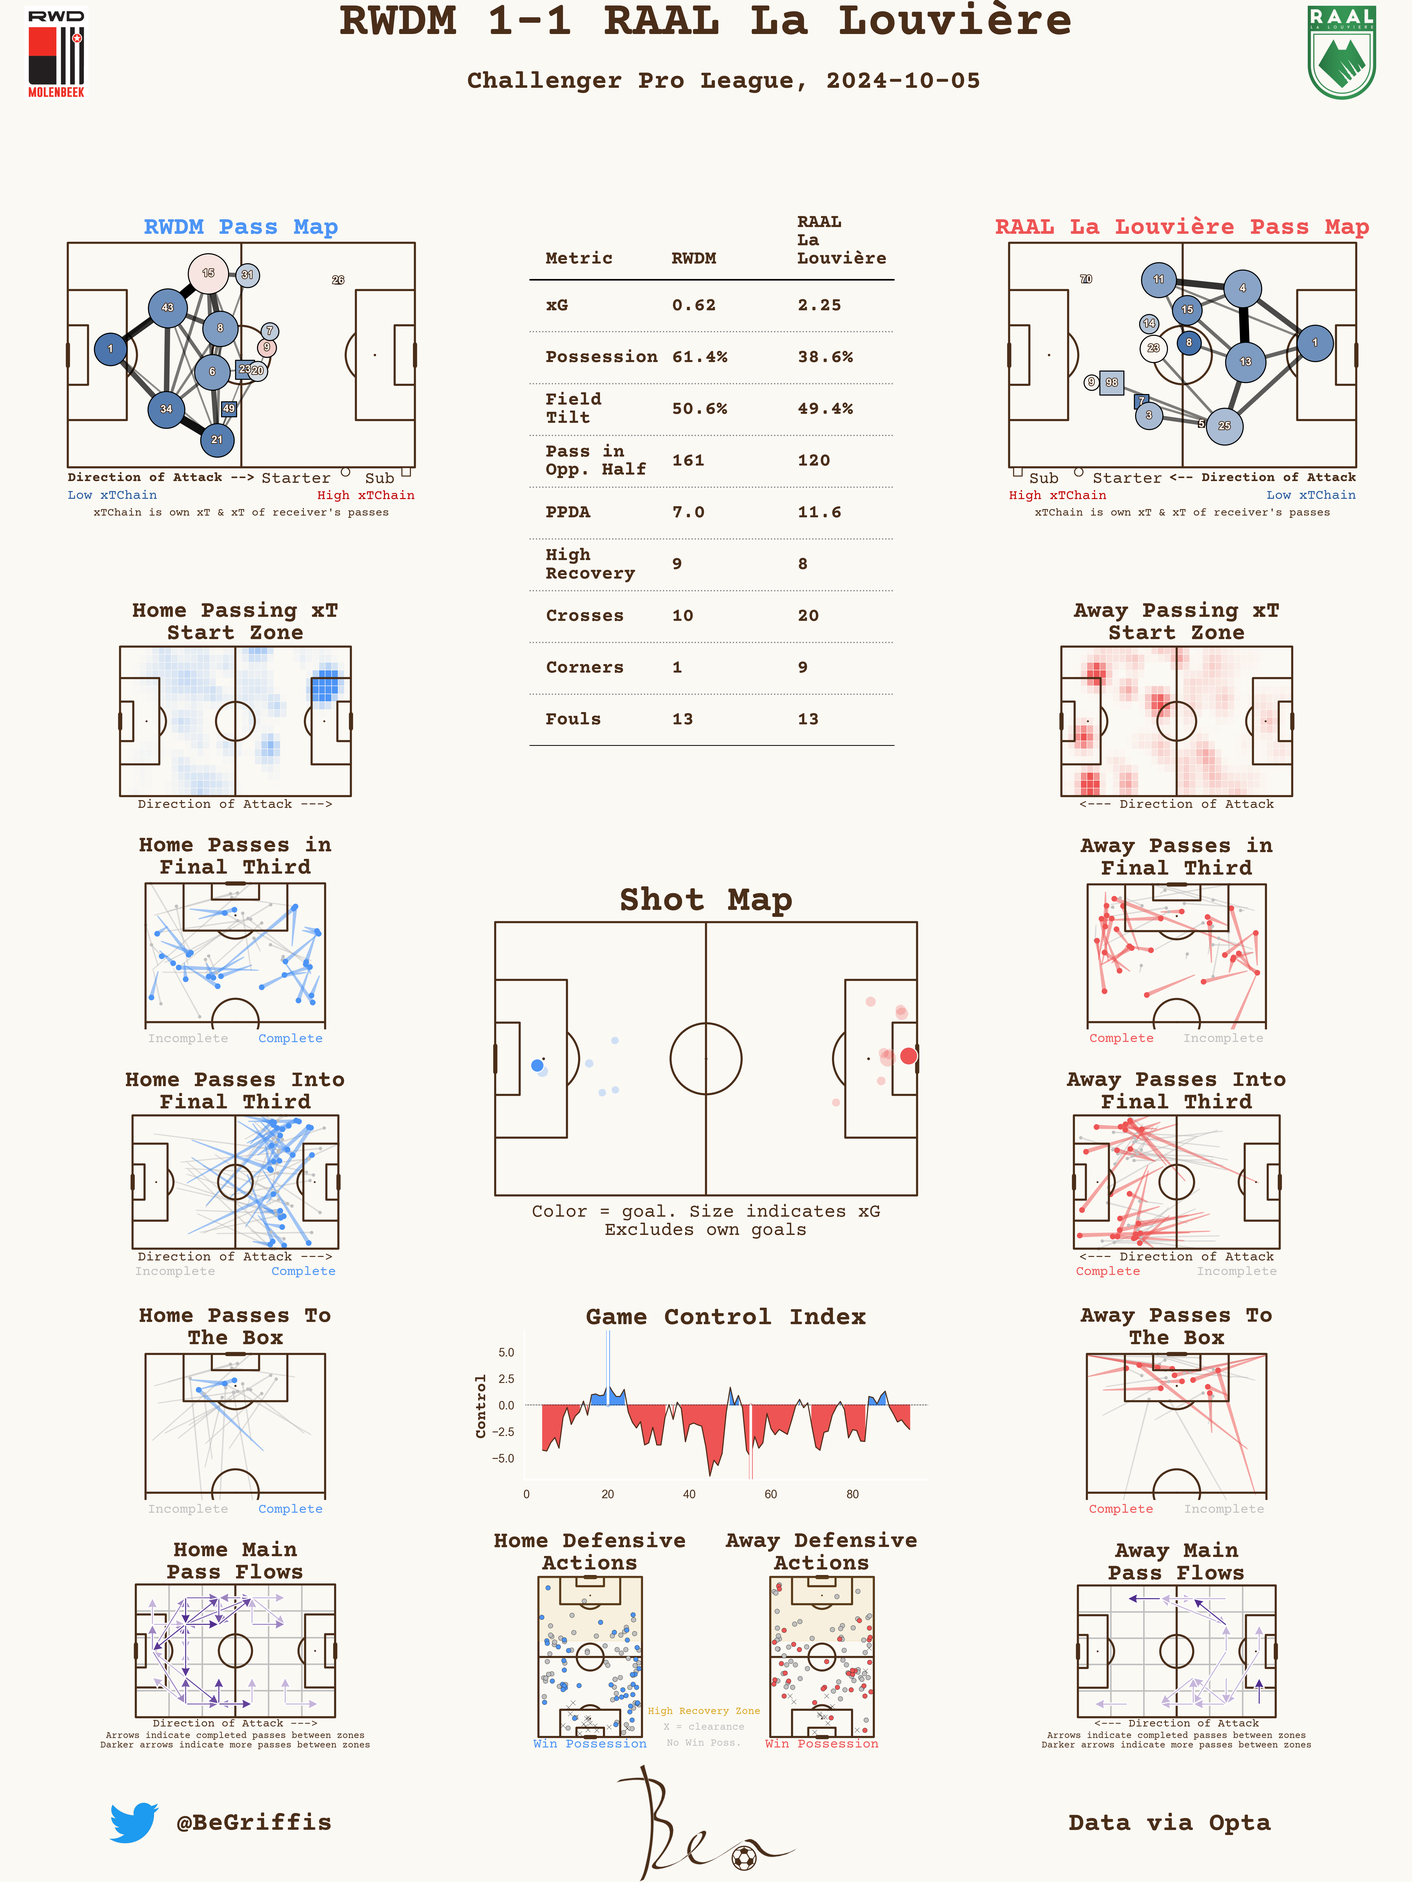 RWDM 1-1 RAAL La Louvière
Challenger Pro League, 2024-10-05
RWD
MOLENBEEK
RAAL
LA LOUVIÈRE
RWDM Pass Map
15
31
26
43
8
7
9
1
6
23
20
34
49
21
Direction of Attack --> Starter Sub
Low xTChain High xTChain
xTChain is own xT & xT of receiver's passes
Metric RWDM RAAL La Louvière
xG 0.62 2.25
Possession 61.4% 38.6%
Field Tilt 50.6% 49.4%
Pass in Opp. Half 161 120
PPDA 7.0 11.6
High Recovery 9 8
Crosses 10 20
Corners 1 9
Fouls 13 13
RAAL La Louvière Pass Map
70
11
4
15
14
8
23
1
13
9
98
7
3
5
25
Sub Starter <-- Direction of Attack
High xTChain Low xTChain
xTChain is own xT & xT of receiver's passes
Home Passing xT
Start Zone
Direction of Attack --->
Away Passing xT
Start Zone
<--- Direction of Attack
Home Passes in
Final Third
Incomplete Complete
Away Passes in
Final Third
Complete Incomplete
Shot Map
Color = goal. Size indicates xG
Excludes own goals
Home Passes Into
Final Third
Direction of Attack --->
Incomplete Complete
Away Passes Into
Final Third
<--- Direction of Attack
Complete Incomplete
Home Passes To
The Box
Incomplete Complete
Game Control Index
Control
5.0
2.5
0.0
−2.5
−5.0
0 20 40 60 80
Away Passes To
The Box
Complete Incomplete
Home Main
Pass Flows
Direction of Attack --->
Arrows indicate completed passes between zones
Darker arrows indicate more passes between zones
Home Defensive
Actions
Win Possession
Away Defensive
Actions
Win Possession
High Recovery Zone
X = clearance
No Win Poss.
Away Main
Pass Flows
<--- Direction of Attack
Arrows indicate completed passes between zones
Darker arrows indicate more passes between zones
@BeGriffis
Ben
Data via Opta